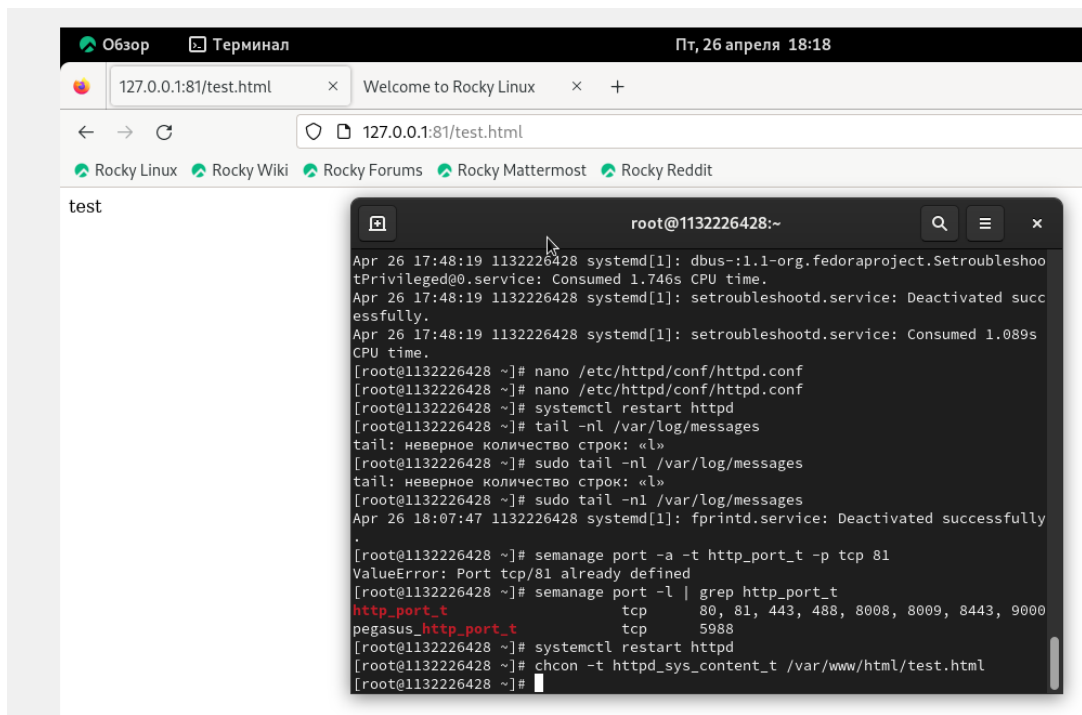 Обзор Терминал Пт, 26 апреля 18:18
127.0.0.1:81/test.html × Welcome to Rocky Linux × +
127.0.0.1:81/test.html
Rocky Linux Rocky Wiki Rocky Forums Rocky Mattermost Rocky Reddit
test
root@1132226428:~
Apr 26 17:48:19 1132226428 systemd[1]: dbus-:1.1-org.fedoraproject.Setroubleshoo
tPrivileged@0.service: Consumed 1.746s CPU time.
Apr 26 17:48:19 1132226428 systemd[1]: setroubleshootd.service: Deactivated succ
essfully.
Apr 26 17:48:19 1132226428 systemd[1]: setroubleshootd.service: Consumed 1.089s
CPU time.
[root@1132226428 ~]# nano /etc/httpd/conf/httpd.conf
[root@1132226428 ~]# nano /etc/httpd/conf/httpd.conf
[root@1132226428 ~]# systemctl restart httpd
[root@1132226428 ~]# tail -nl /var/log/messages
tail: неверное количество строк: «l»
[root@1132226428 ~]# sudo tail -nl /var/log/messages
tail: неверное количество строк: «l»
[root@1132226428 ~]# sudo tail -n1 /var/log/messages
Apr 26 18:07:47 1132226428 systemd[1]: fprintd.service: Deactivated successfully
.
[root@1132226428 ~]# semanage port -a -t http_port_t -p tcp 81
ValueError: Port tcp/81 already defined
[root@1132226428 ~]# semanage port -l | grep http_port_t
http_port_t tcp 80, 81, 443, 488, 8008, 8009, 8443, 9000
pegasus_http_port_t tcp 5988
[root@1132226428 ~]# systemctl restart httpd
[root@1132226428 ~]# chcon -t httpd_sys_content_t /var/www/html/test.html
[root@1132226428 ~]#